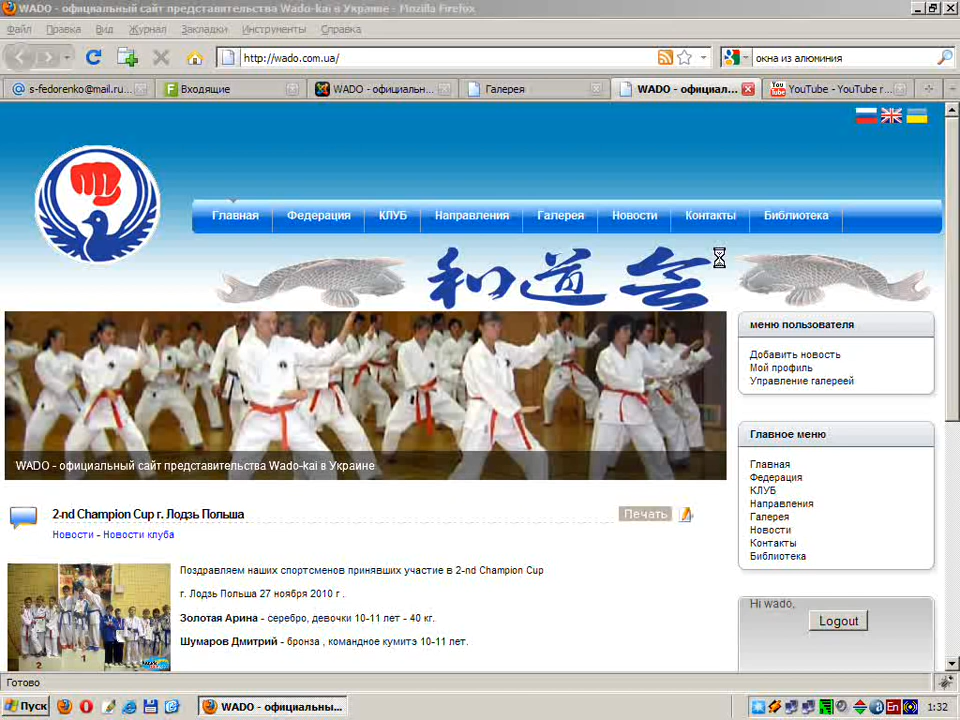 WADO - официальный сайт представительства Wado-kai в Украине - Mozilla Firefox
Файл Правка Вид Журнал Закладки Инструменты Справка
http://wado.com.ua/
окна из алюминия
s-fedorenko@mail.ru...
Входящие
WADO - официальн...
Галерея
WADO - официал...
YouTube - YouTube r...
Главная Федерация КЛУБ Направления Галерея Новости Контакты Библиотека
和道会
WADO - официальный сайт представительства Wado-kai в Украине
меню пользователя
Добавить новость
Мой профиль
Управление галереей
Главное меню
Главная
Федерация
КЛУБ
Направления
Галерея
Новости
Контакты
Библиотека
2-nd Champion Cup г. Лодзь Польша
Печать
Новости - Новости клуба
Поздравляем наших спортсменов принявших участие в 2-nd Champion Cup
г. Лодзь Польша 27 ноября 2010 г .
Золотая Арина - серебро, девочки 10-11 лет - 40 кг.
Шумаров Дмитрий - бронза , командное кумитэ 10-11 лет.
2 1
Hi wado,
Logout
Готово
Пуск
WADO - официальны...
En
1:32